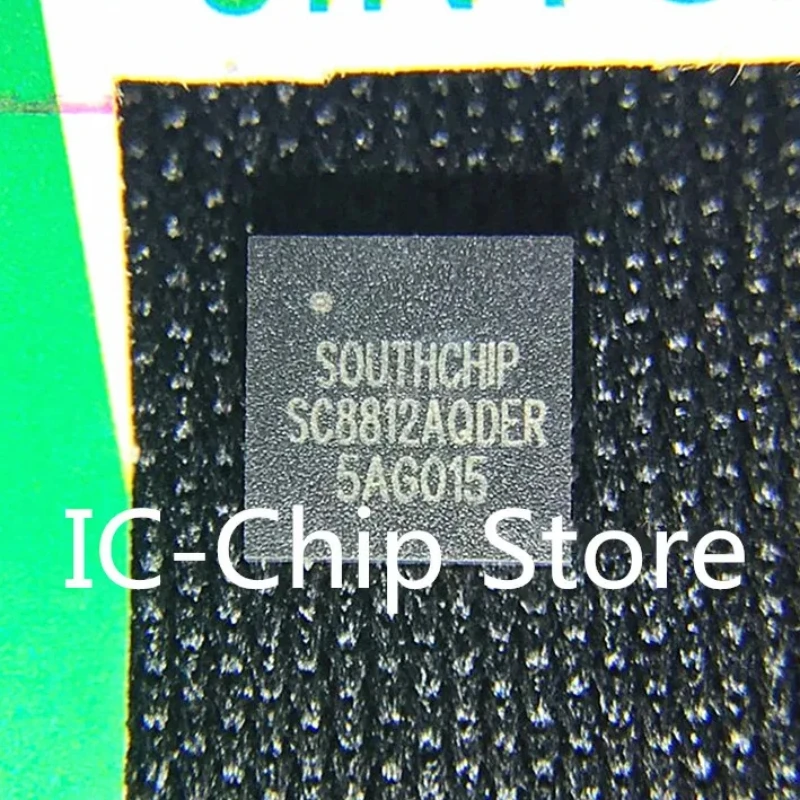 SOUTHCHIP
SC8812AQDER
5AG015
IC-Chip Store